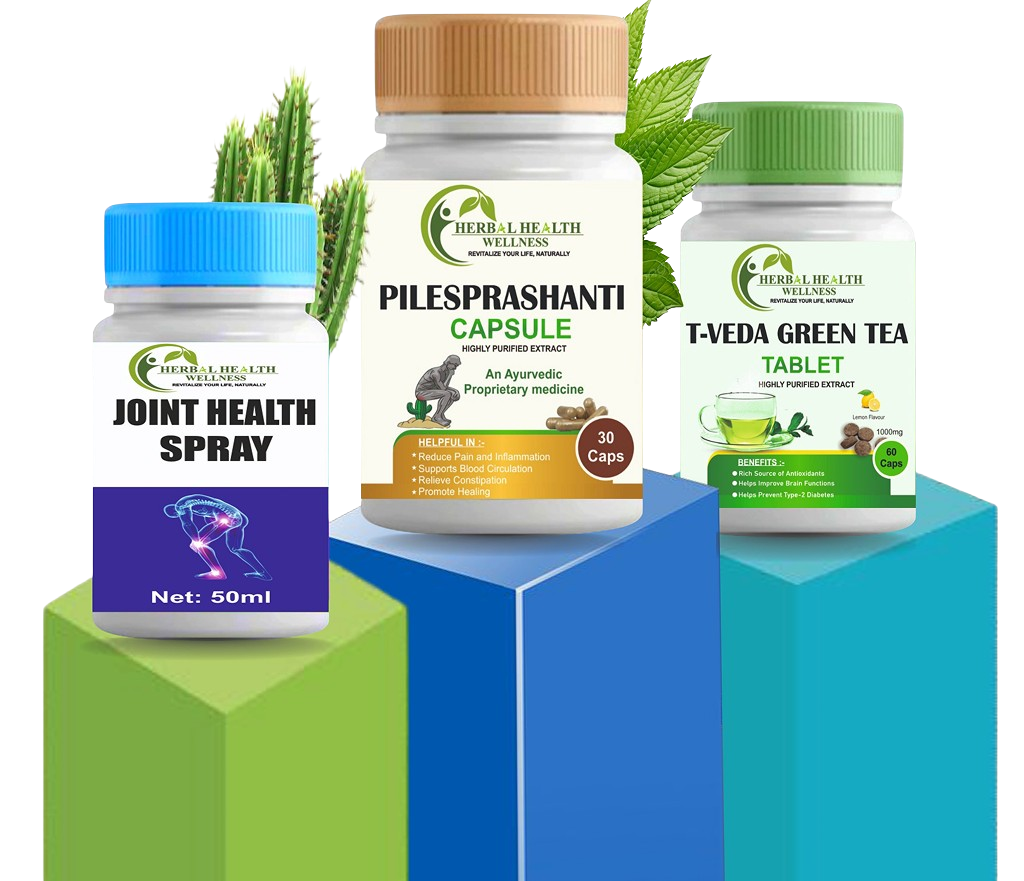 HERBAL HEALTH
WELLNESS
REVITALIZE YOUR LIFE, NATURALLY
JOINT HEALTH
SPRAY
Net: 50ml
HERBAL HEALTH
WELLNESS
REVITALIZE YOUR LIFE, NATURALLY
PILESPRASHANTI
CAPSULE
HIGHLY PURIFIED EXTRACT
An Ayurvedic
Proprietary medicine
30
Caps
HELPFUL IN :-
★ Reduce Pain and Inflammation
★ Supports Blood Circulation
★ Relieve Constipation
★ Promote Healing
HERBAL HEALTH
WELLNESS
REVITALIZE YOUR LIFE, NATURALLY
T-VEDA GREEN TEA
TABLET
HIGHLY PURIFIED EXTRACT
Lemon Flavour
1000mg
60
Caps
BENEFITS :-
● Rich Source of Antioxidants
● Helps Improve Brain Functions
● Helps Prevent Type-2 Diabetes